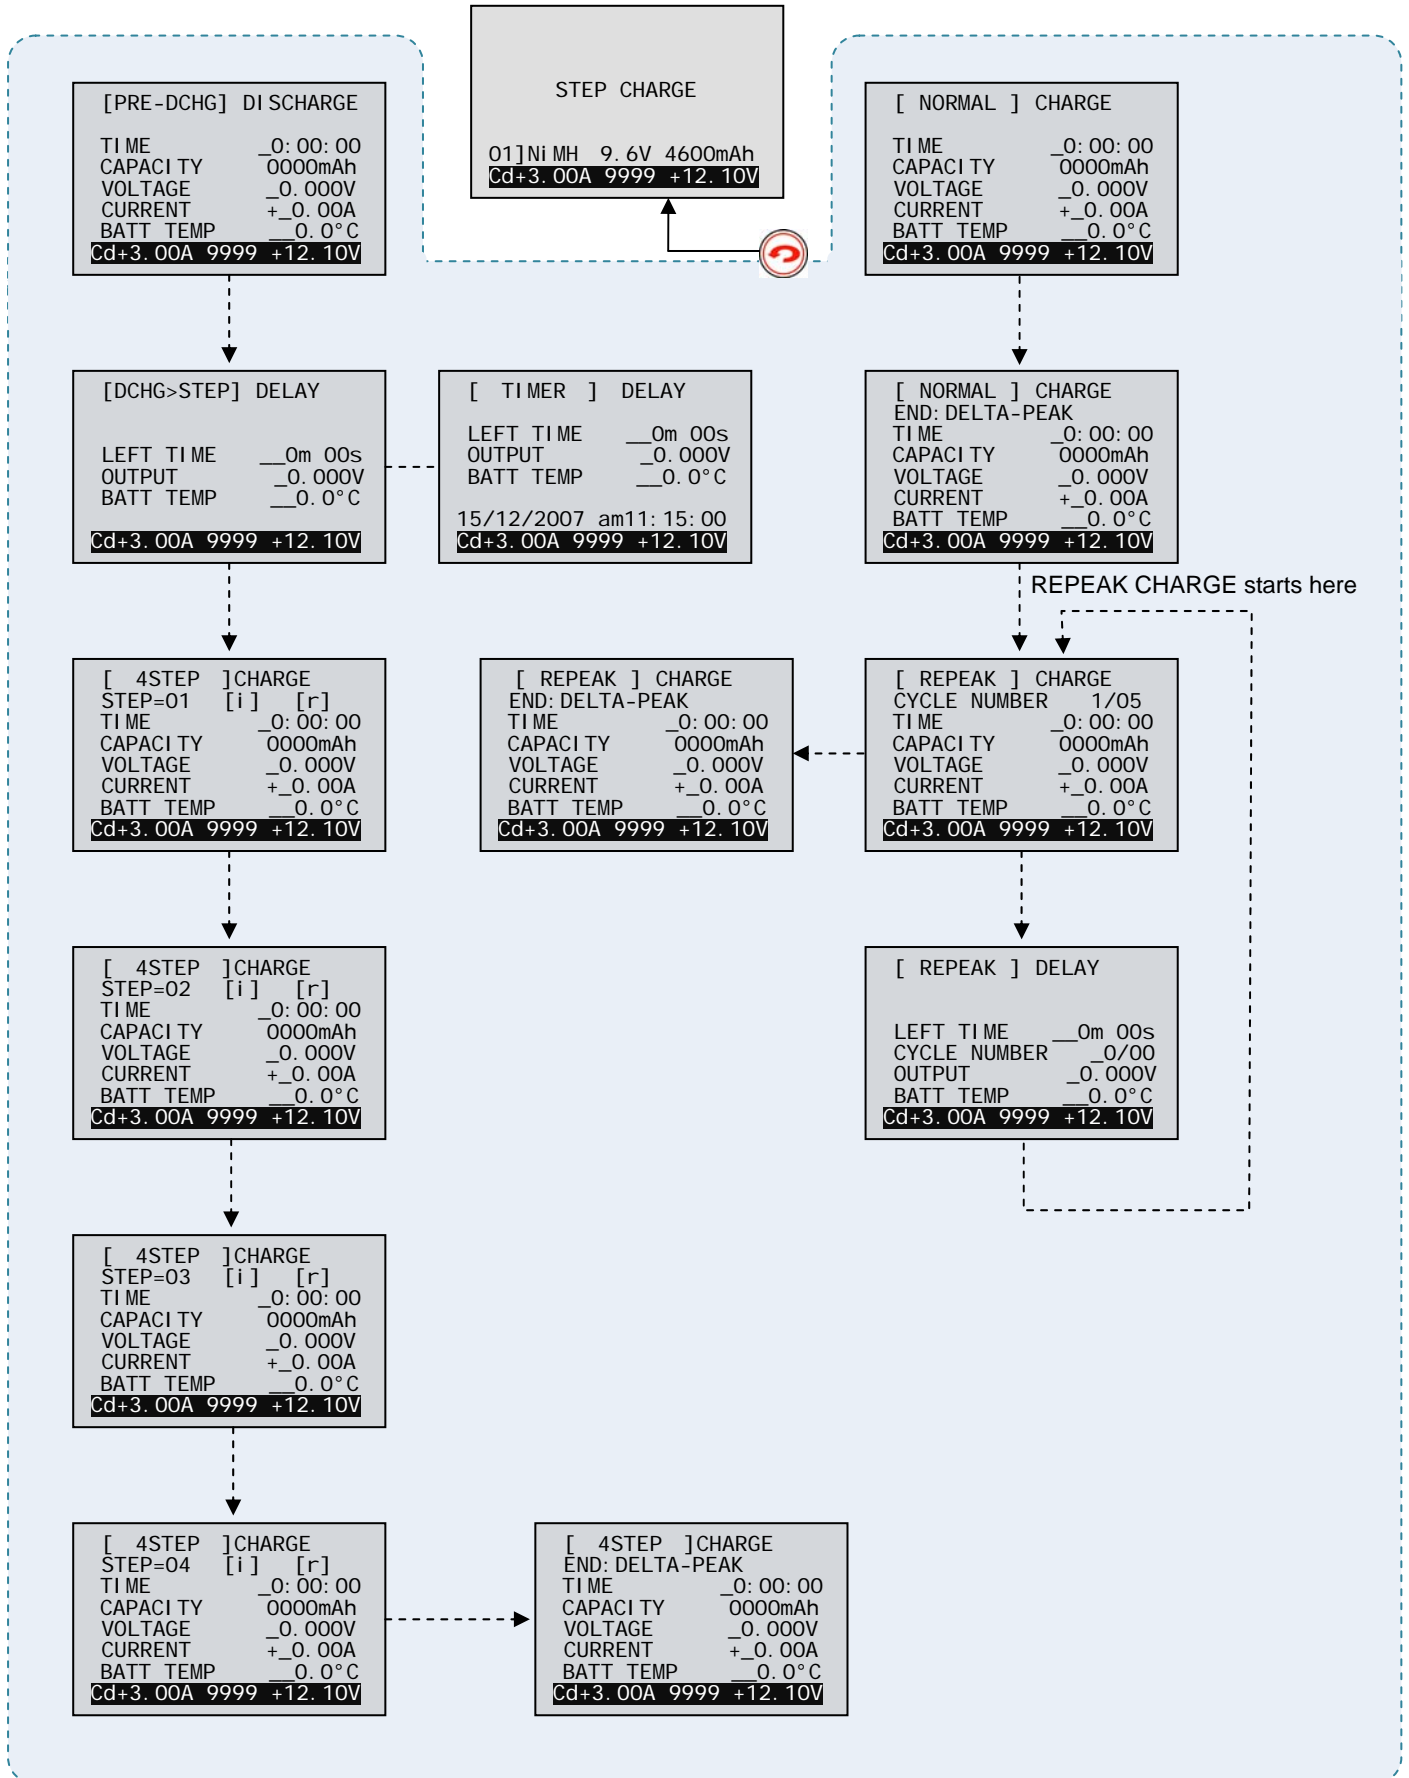 STEP CHARGE
01]NiMH 9.6V 4600mAh
Cd+3.00A 9999 +12.10V
[PRE-DCHG] DISCHARGE
TIME _0:00:00
CAPACITY 0000mAh
VOLTAGE _0.000V
CURRENT +_0.00A
BATT TEMP __0.0°C
Cd+3.00A 9999 +12.10V
[DCHG>STEP] DELAY
LEFT TIME __0m 00s
OUTPUT _0.000V
BATT TEMP __0.0°C
Cd+3.00A 9999 +12.10V
[ TIMER ] DELAY
LEFT TIME __0m 00s
OUTPUT _0.000V
BATT TEMP __0.0°C
15/12/2007 am11:15:00
Cd+3.00A 9999 +12.10V
[ 4STEP ]CHARGE
STEP=01 [i] [r]
TIME _0:00:00
CAPACITY 0000mAh
VOLTAGE _0.000V
CURRENT +_0.00A
BATT TEMP __0.0°C
Cd+3.00A 9999 +12.10V
[ 4STEP ]CHARGE
STEP=02 [i] [r]
TIME _0:00:00
CAPACITY 0000mAh
VOLTAGE _0.000V
CURRENT +_0.00A
BATT TEMP __0.0°C
Cd+3.00A 9999 +12.10V
[ 4STEP ]CHARGE
STEP=03 [i] [r]
TIME _0:00:00
CAPACITY 0000mAh
VOLTAGE _0.000V
CURRENT +_0.00A
BATT TEMP __0.0°C
Cd+3.00A 9999 +12.10V
[ 4STEP ]CHARGE
STEP=04 [i] [r]
TIME _0:00:00
CAPACITY 0000mAh
VOLTAGE _0.000V
CURRENT +_0.00A
BATT TEMP __0.0°C
Cd+3.00A 9999 +12.10V
[ 4STEP ]CHARGE
END:DELTA-PEAK
TIME _0:00:00
CAPACITY 0000mAh
VOLTAGE _0.000V
CURRENT +_0.00A
BATT TEMP __0.0°C
Cd+3.00A 9999 +12.10V
[ NORMAL ] CHARGE
TIME _0:00:00
CAPACITY 0000mAh
VOLTAGE _0.000V
CURRENT +_0.00A
BATT TEMP __0.0°C
Cd+3.00A 9999 +12.10V
[ NORMAL ] CHARGE
END:DELTA-PEAK
TIME _0:00:00
CAPACITY 0000mAh
VOLTAGE _0.000V
CURRENT +_0.00A
BATT TEMP __0.0°C
Cd+3.00A 9999 +12.10V
REPEAK CHARGE starts here
[ REPEAK ] CHARGE
CYCLE NUMBER 1/05
TIME _0:00:00
CAPACITY 0000mAh
VOLTAGE _0.000V
CURRENT +_0.00A
BATT TEMP __0.0°C
Cd+3.00A 9999 +12.10V
[ REPEAK ] CHARGE
END:DELTA-PEAK
TIME _0:00:00
CAPACITY 0000mAh
VOLTAGE _0.000V
CURRENT +_0.00A
BATT TEMP __0.0°C
Cd+3.00A 9999 +12.10V
[ REPEAK ] DELAY
LEFT TIME __0m 00s
CYCLE NUMBER _0/00
OUTPUT _0.000V
BATT TEMP __0.0°C
Cd+3.00A 9999 +12.10V